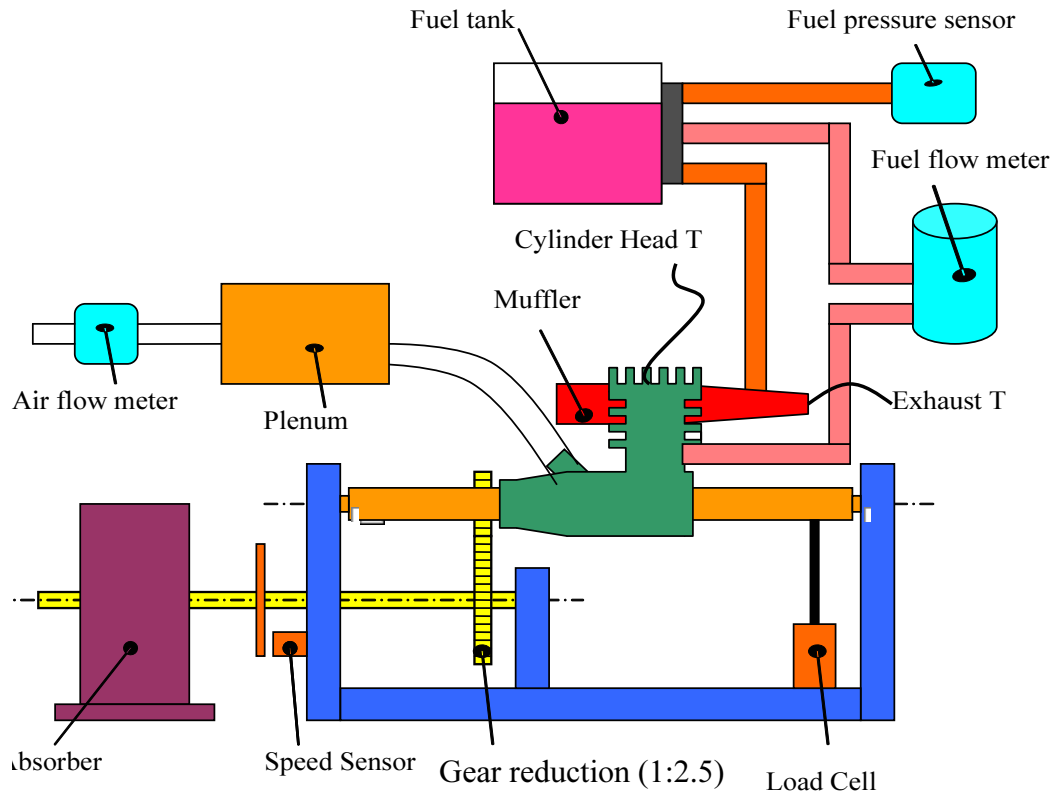 Fuel tank
Fuel pressure sensor
Fuel flow meter
Cylinder Head T
Muffler
Air flow meter
Plenum
Exhaust T
Absorber
Speed Sensor
Gear reduction (1:2.5)
Load Cell